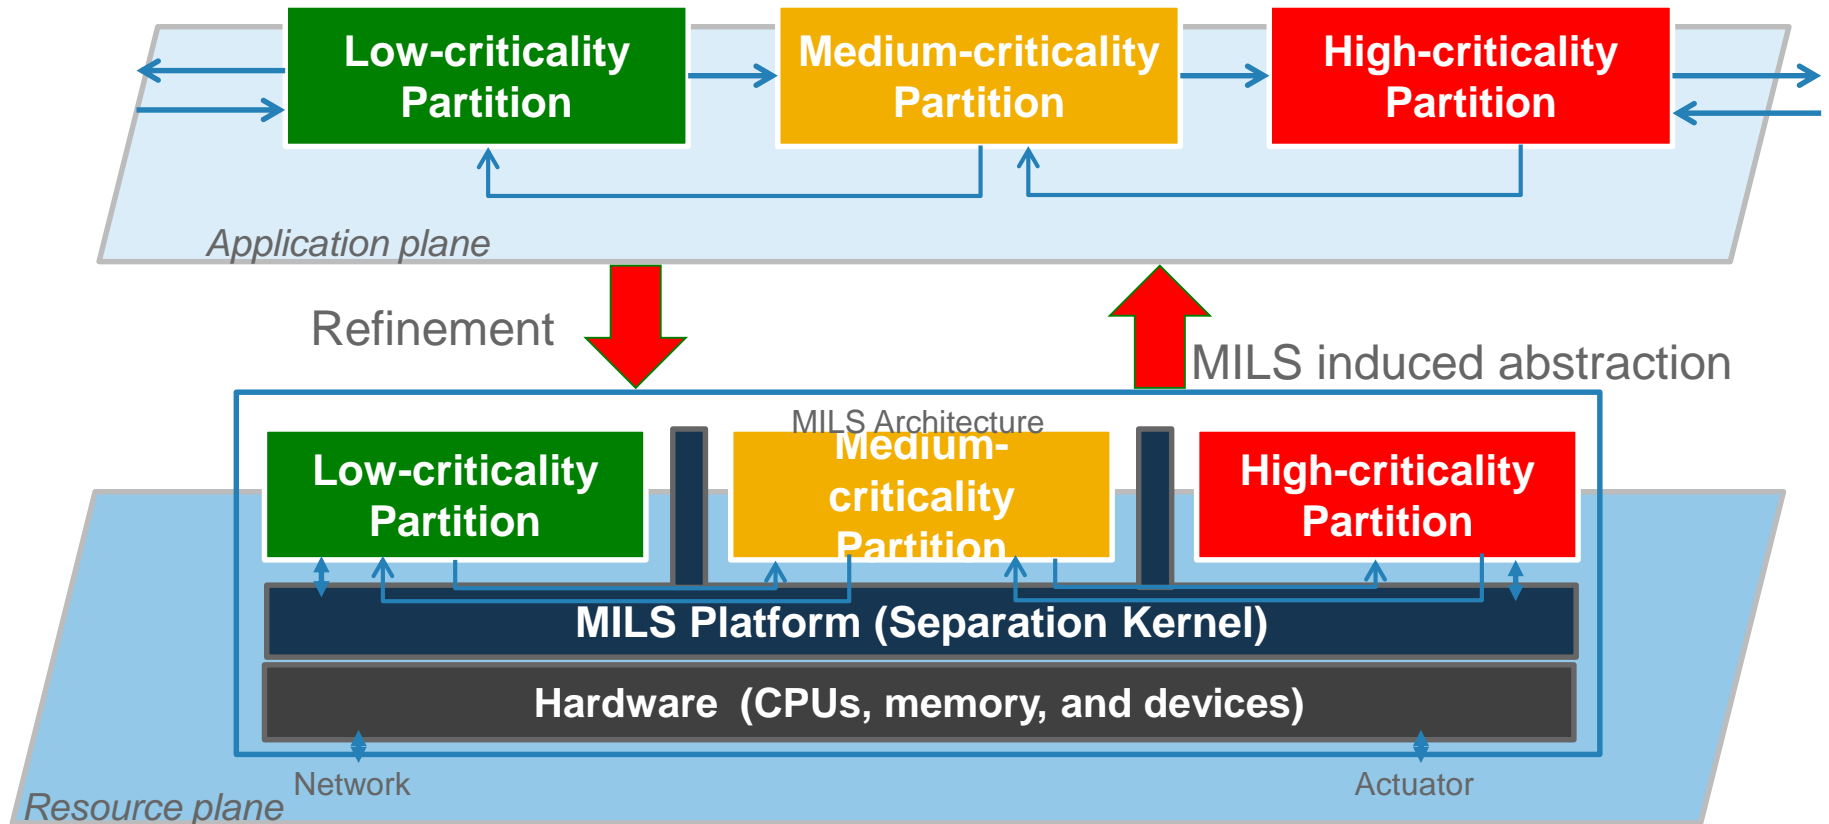 Low-criticality
Partition
Medium-criticality
Partition
High-criticality
Partition
Application plane
Refinement
MILS induced abstraction
MILS Architecture
Low-criticality
Partition
Medium-
criticality
Partition
High-criticality
Partition
MILS Platform (Separation Kernel)
Hardware (CPUs, memory, and devices)
Network
Actuator
Resource plane